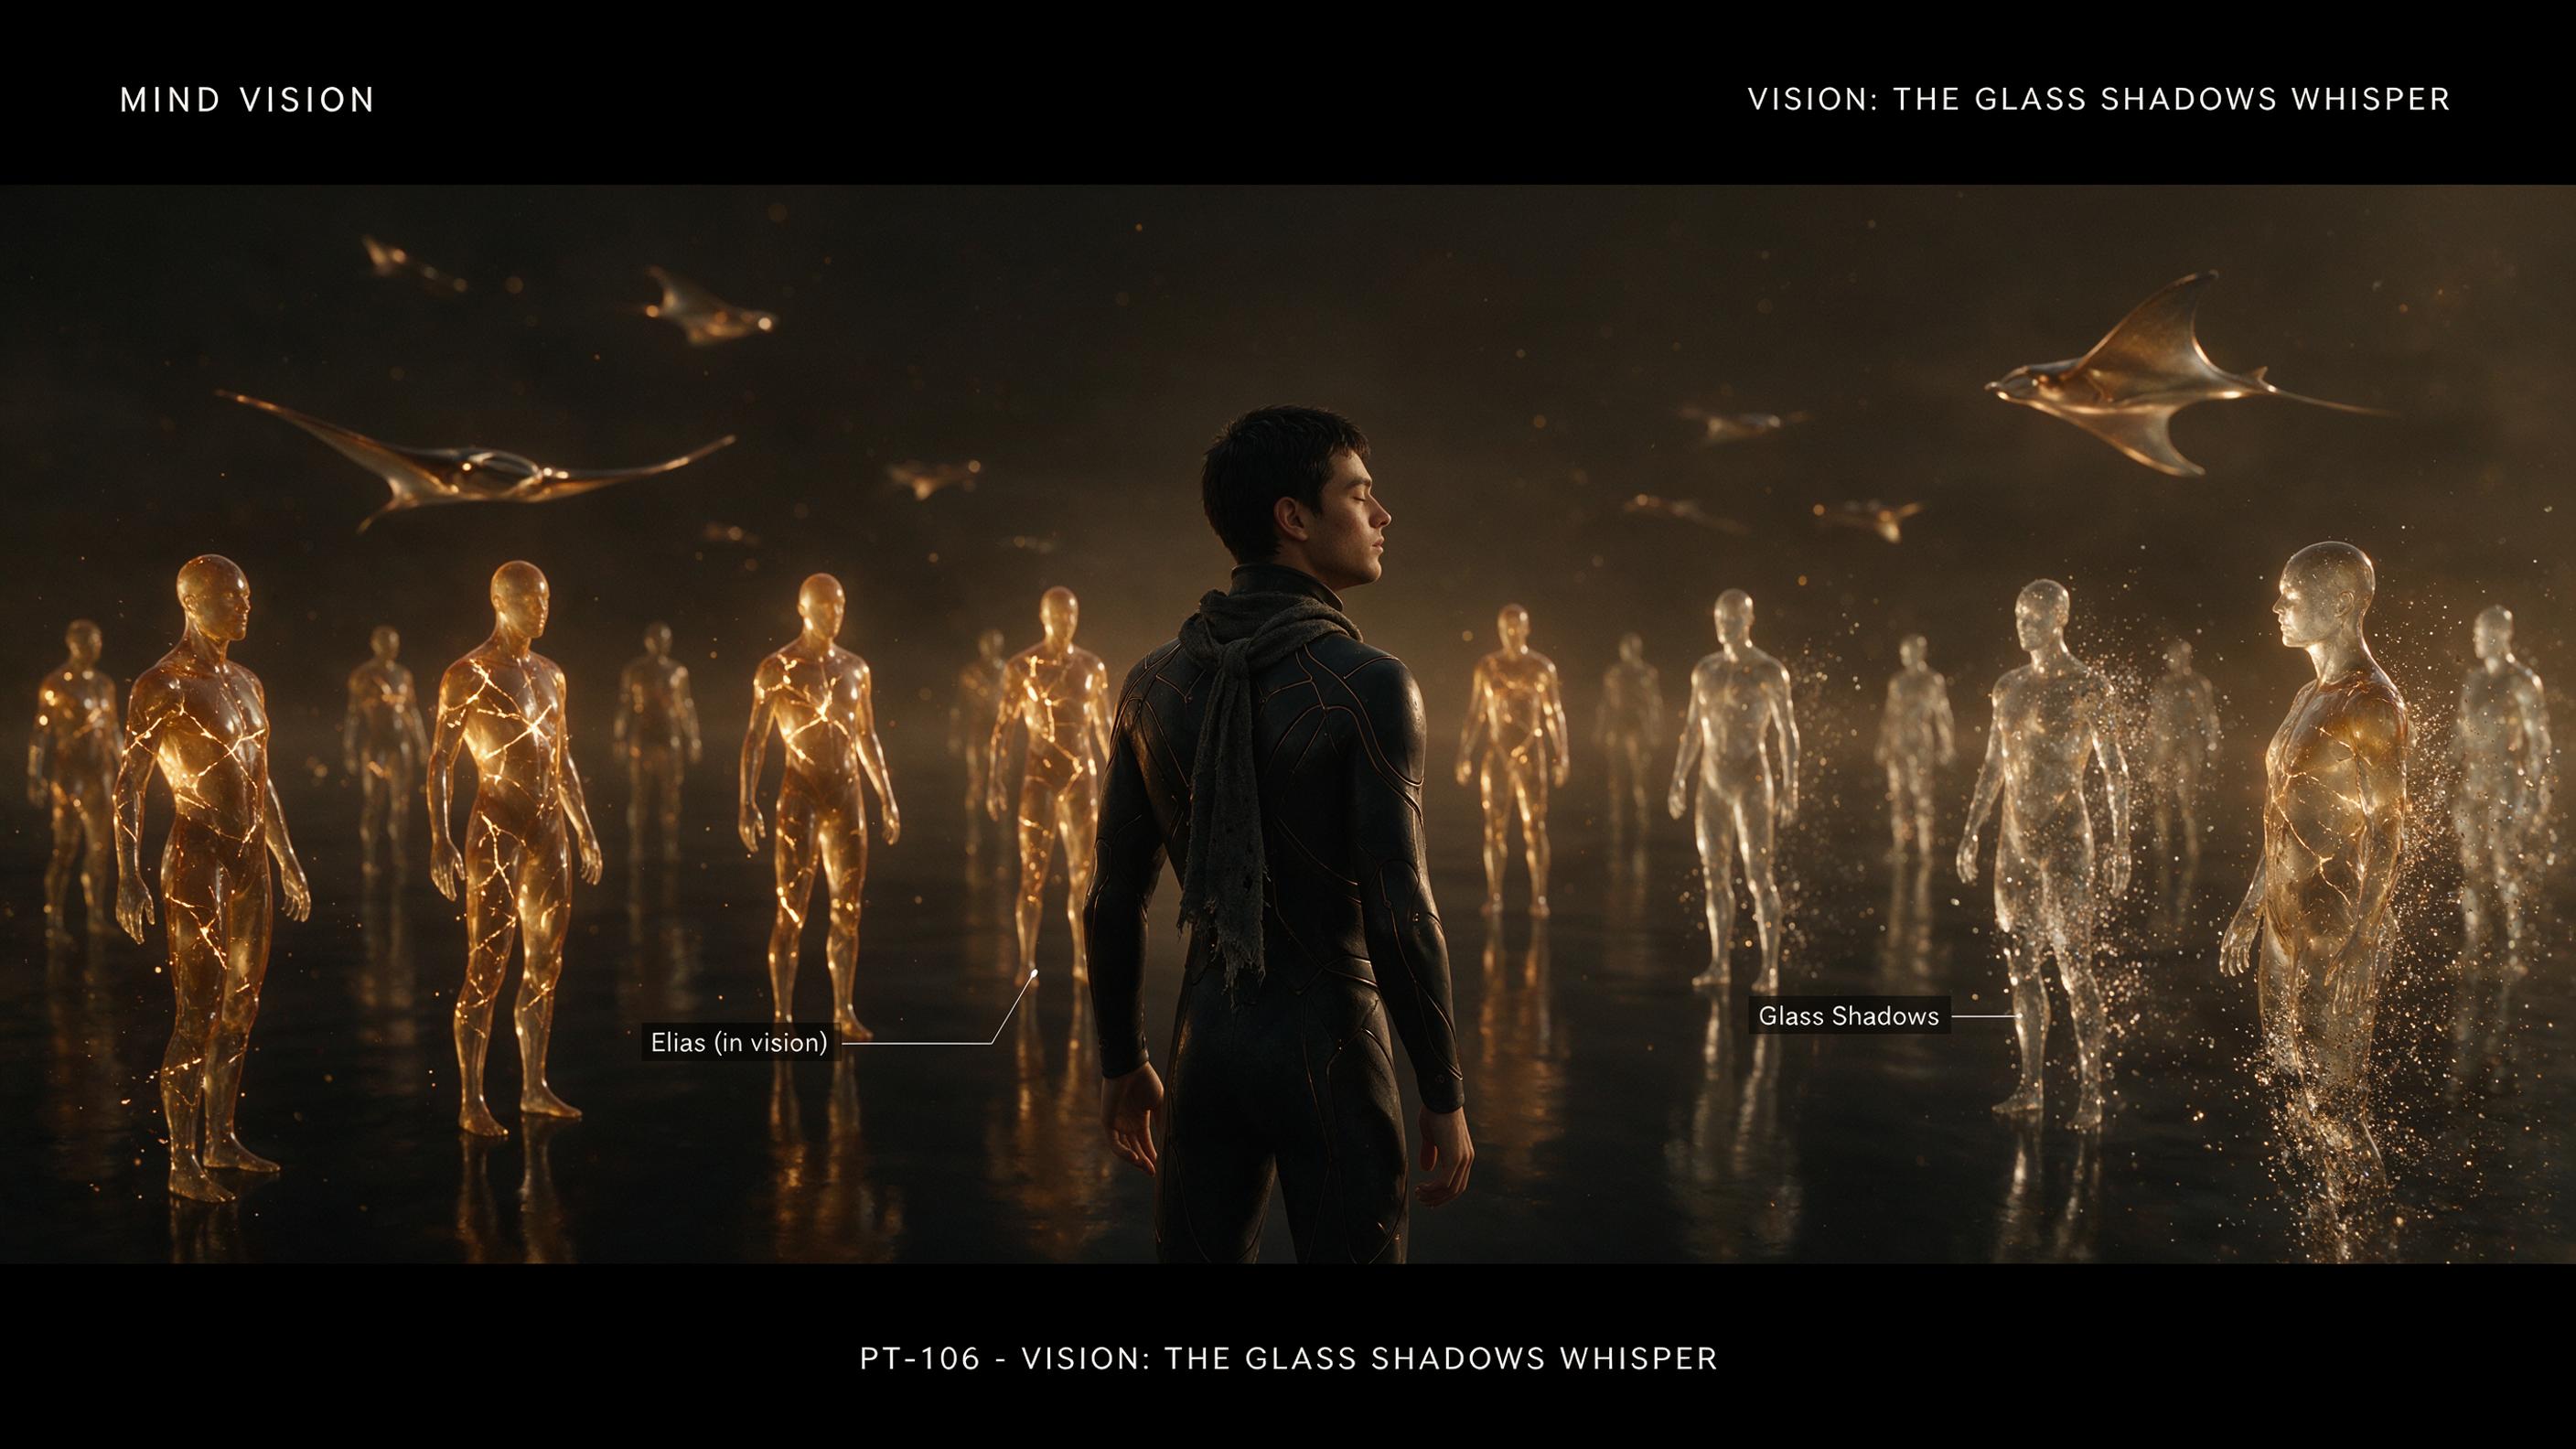 MIND VISION
VISION: THE GLASS SHADOWS WHISPER
Glass Shadows
Elias (in vision)
PT-106 - VISION: THE GLASS SHADOWS WHISPER